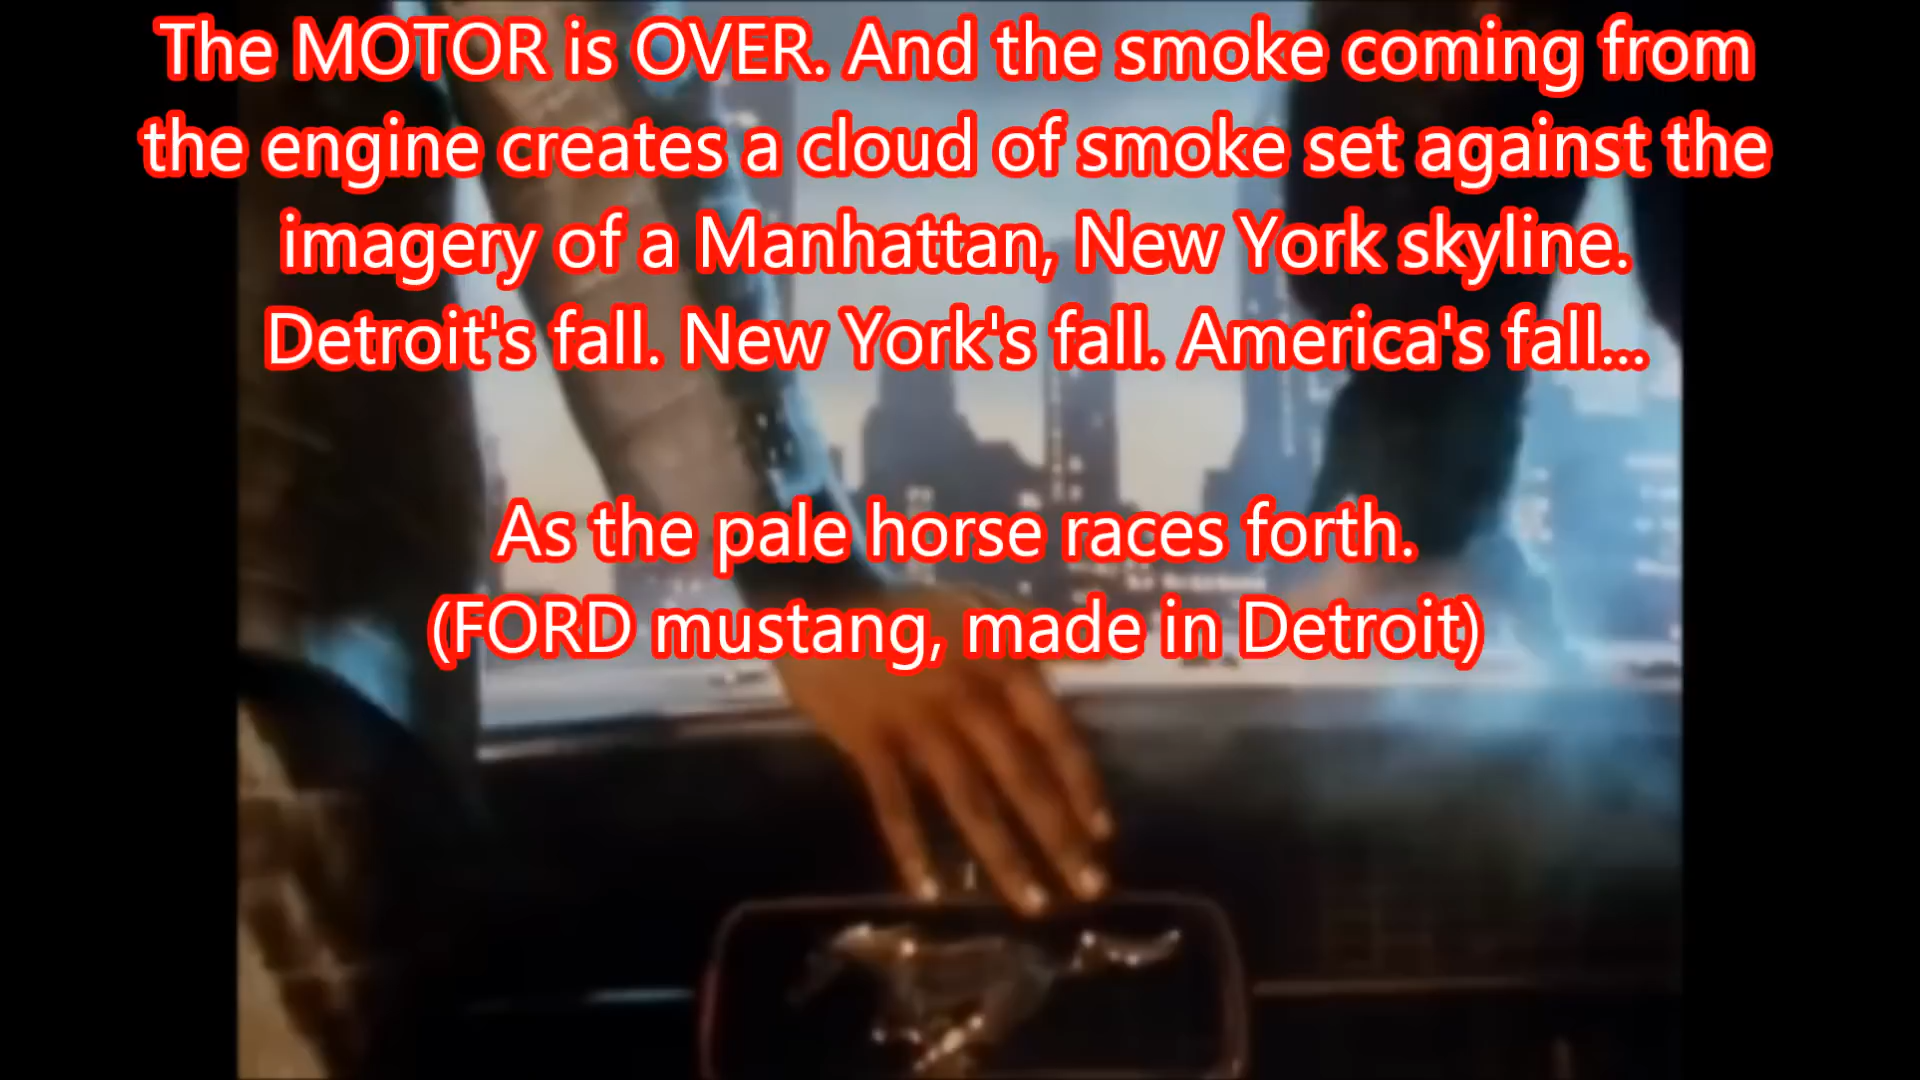 The MOTOR is OVER. And the smoke coming from
the engine creates a cloud of smoke set against the
imagery of a Manhattan, New York skyline.
Detroit's fall. New York's fall. America's fall...
As the pale horse races forth.
(FORD mustang, made in Detroit)